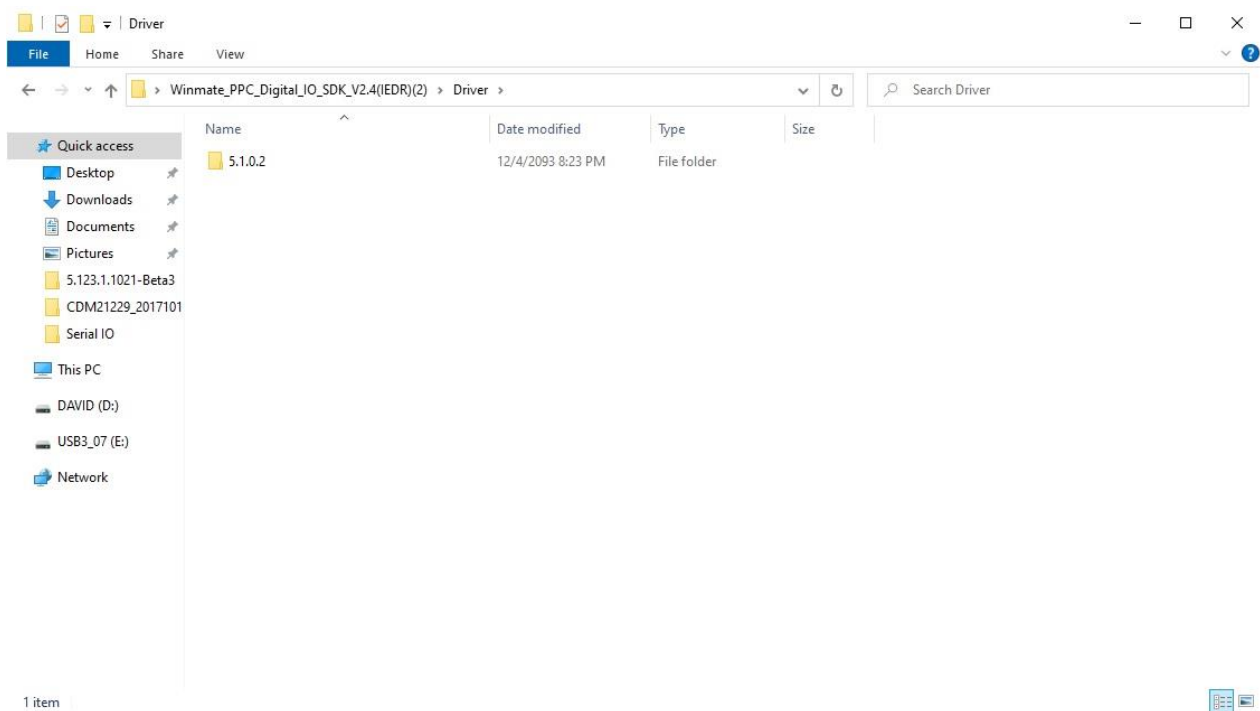 Driver
File Home Share View
Winmate_PPC_Digital_IO_SDK_V2.4(IEDR)(2) > Driver >
Search Driver
Name Date modified Type Size
Quick access
Desktop
Downloads
Documents
Pictures
5.123.1.1021-Beta3
CDM21229_2017101
Serial IO
This PC
DAVID (D:)
USB3_07 (E:)
Network
5.1.0.2 12/4/2093 8:23 PM File folder
1 item